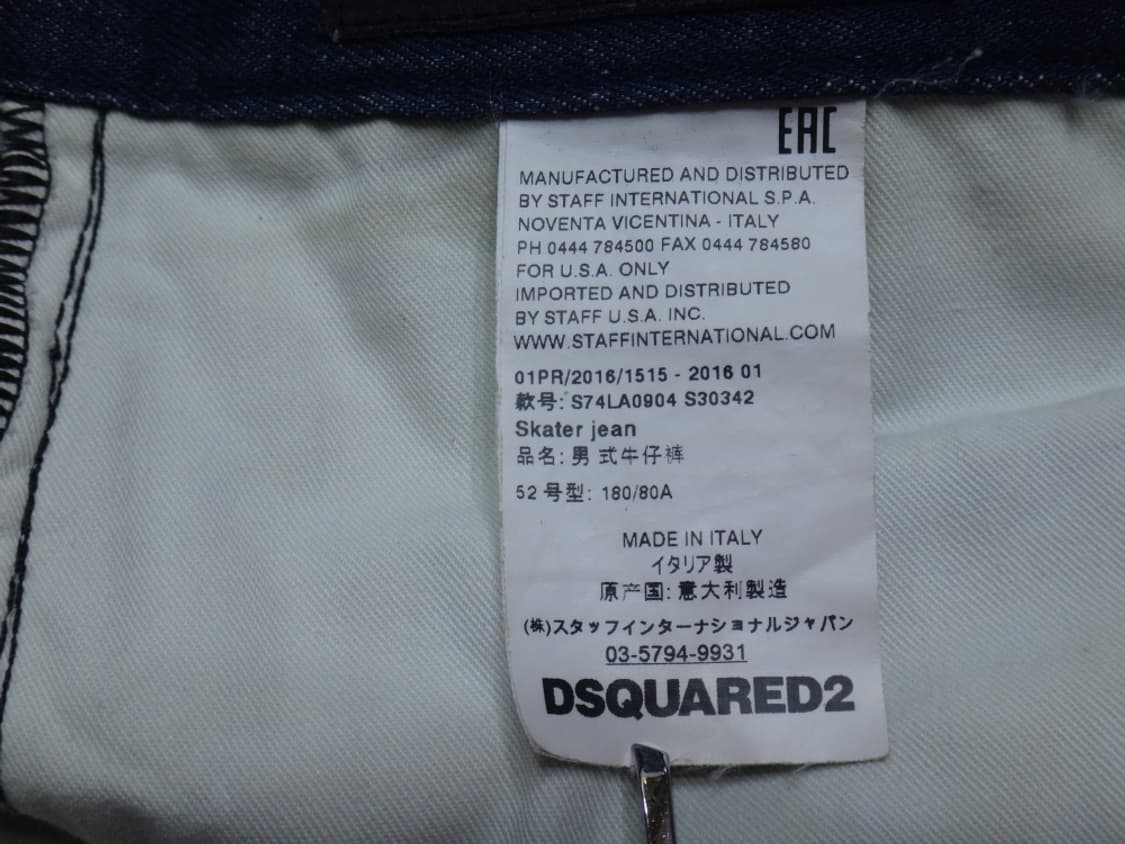 EAC
MANUFACTURED AND DISTRIBUTED
BY STAFF INTERNATIONAL S.P.A.
NOVENTA VICENTINA - ITALY
PH 0444 784500 FAX 0444 784580
FOR U.S.A. ONLY
IMPORTED AND DISTRIBUTED
BY STAFF U.S.A. INC.
WWW.STAFFINTERNATIONAL.COM
01PR/2016/1515 - 2016 01
款号: S74LA0904 S30342
Skater jean
品名: 男 式牛仔裤
52 号型: 180/80A
MADE IN ITALY
イタリア製
原产国: 意大利製造
(株)スタッフインターナショナルジャパン
03-5794-9931
DSQUARED2